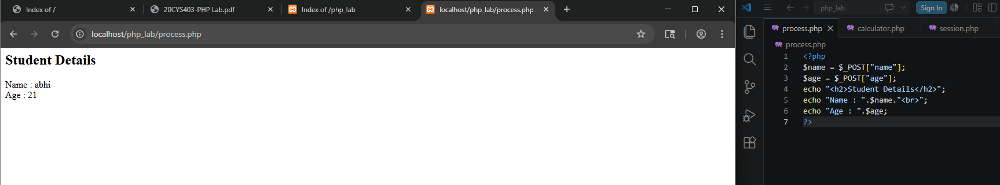 Index of /
20CYS403-PHP Lab.pdf
Index of /php_lab
localhost/php_lab/process.php
localhost/php_lab/process.php
Student Details
Name : abhi
Age : 21
php_lab
Sign In
process.php
calculator.php
session.php
process.php
1 <?php
2 $name = $_POST["name"];
3 $age = $_POST["age"];
4 echo "<h2>Student Details</h2>";
5 echo "Name : ".$name."<br>";
6 echo "Age : ".$age;
7 ?>